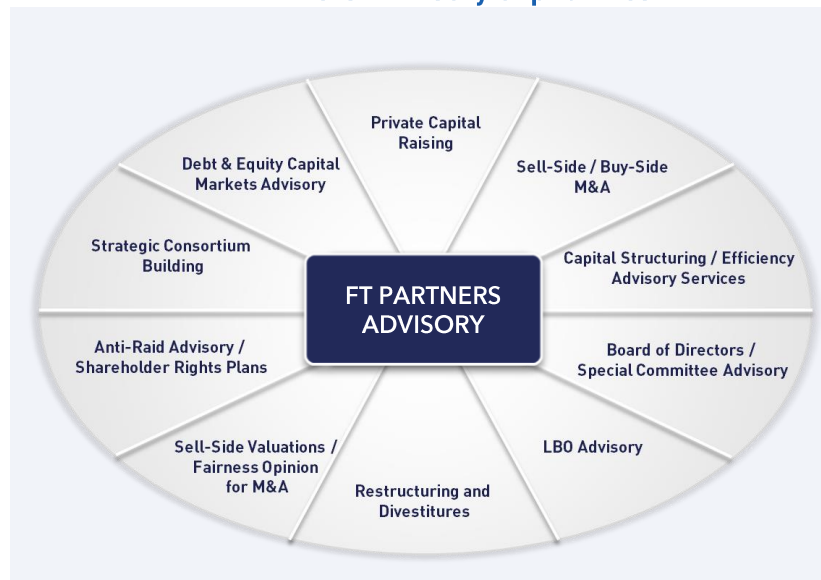 Private Capital
Raising
Debt & Equity Capital
Markets Advisory
Sell-Side / Buy-Side
M&A
Strategic Consortium
Building
Capital Structuring / Efficiency
Advisory Services
FT PARTNERS
ADVISORY
Anti-Raid Advisory /
Shareholder Rights Plans
Board of Directors /
Special Committee Advisory
Sell-Side Valuations /
Fairness Opinion
for M&A
LBO Advisory
Restructuring and
Divestitures